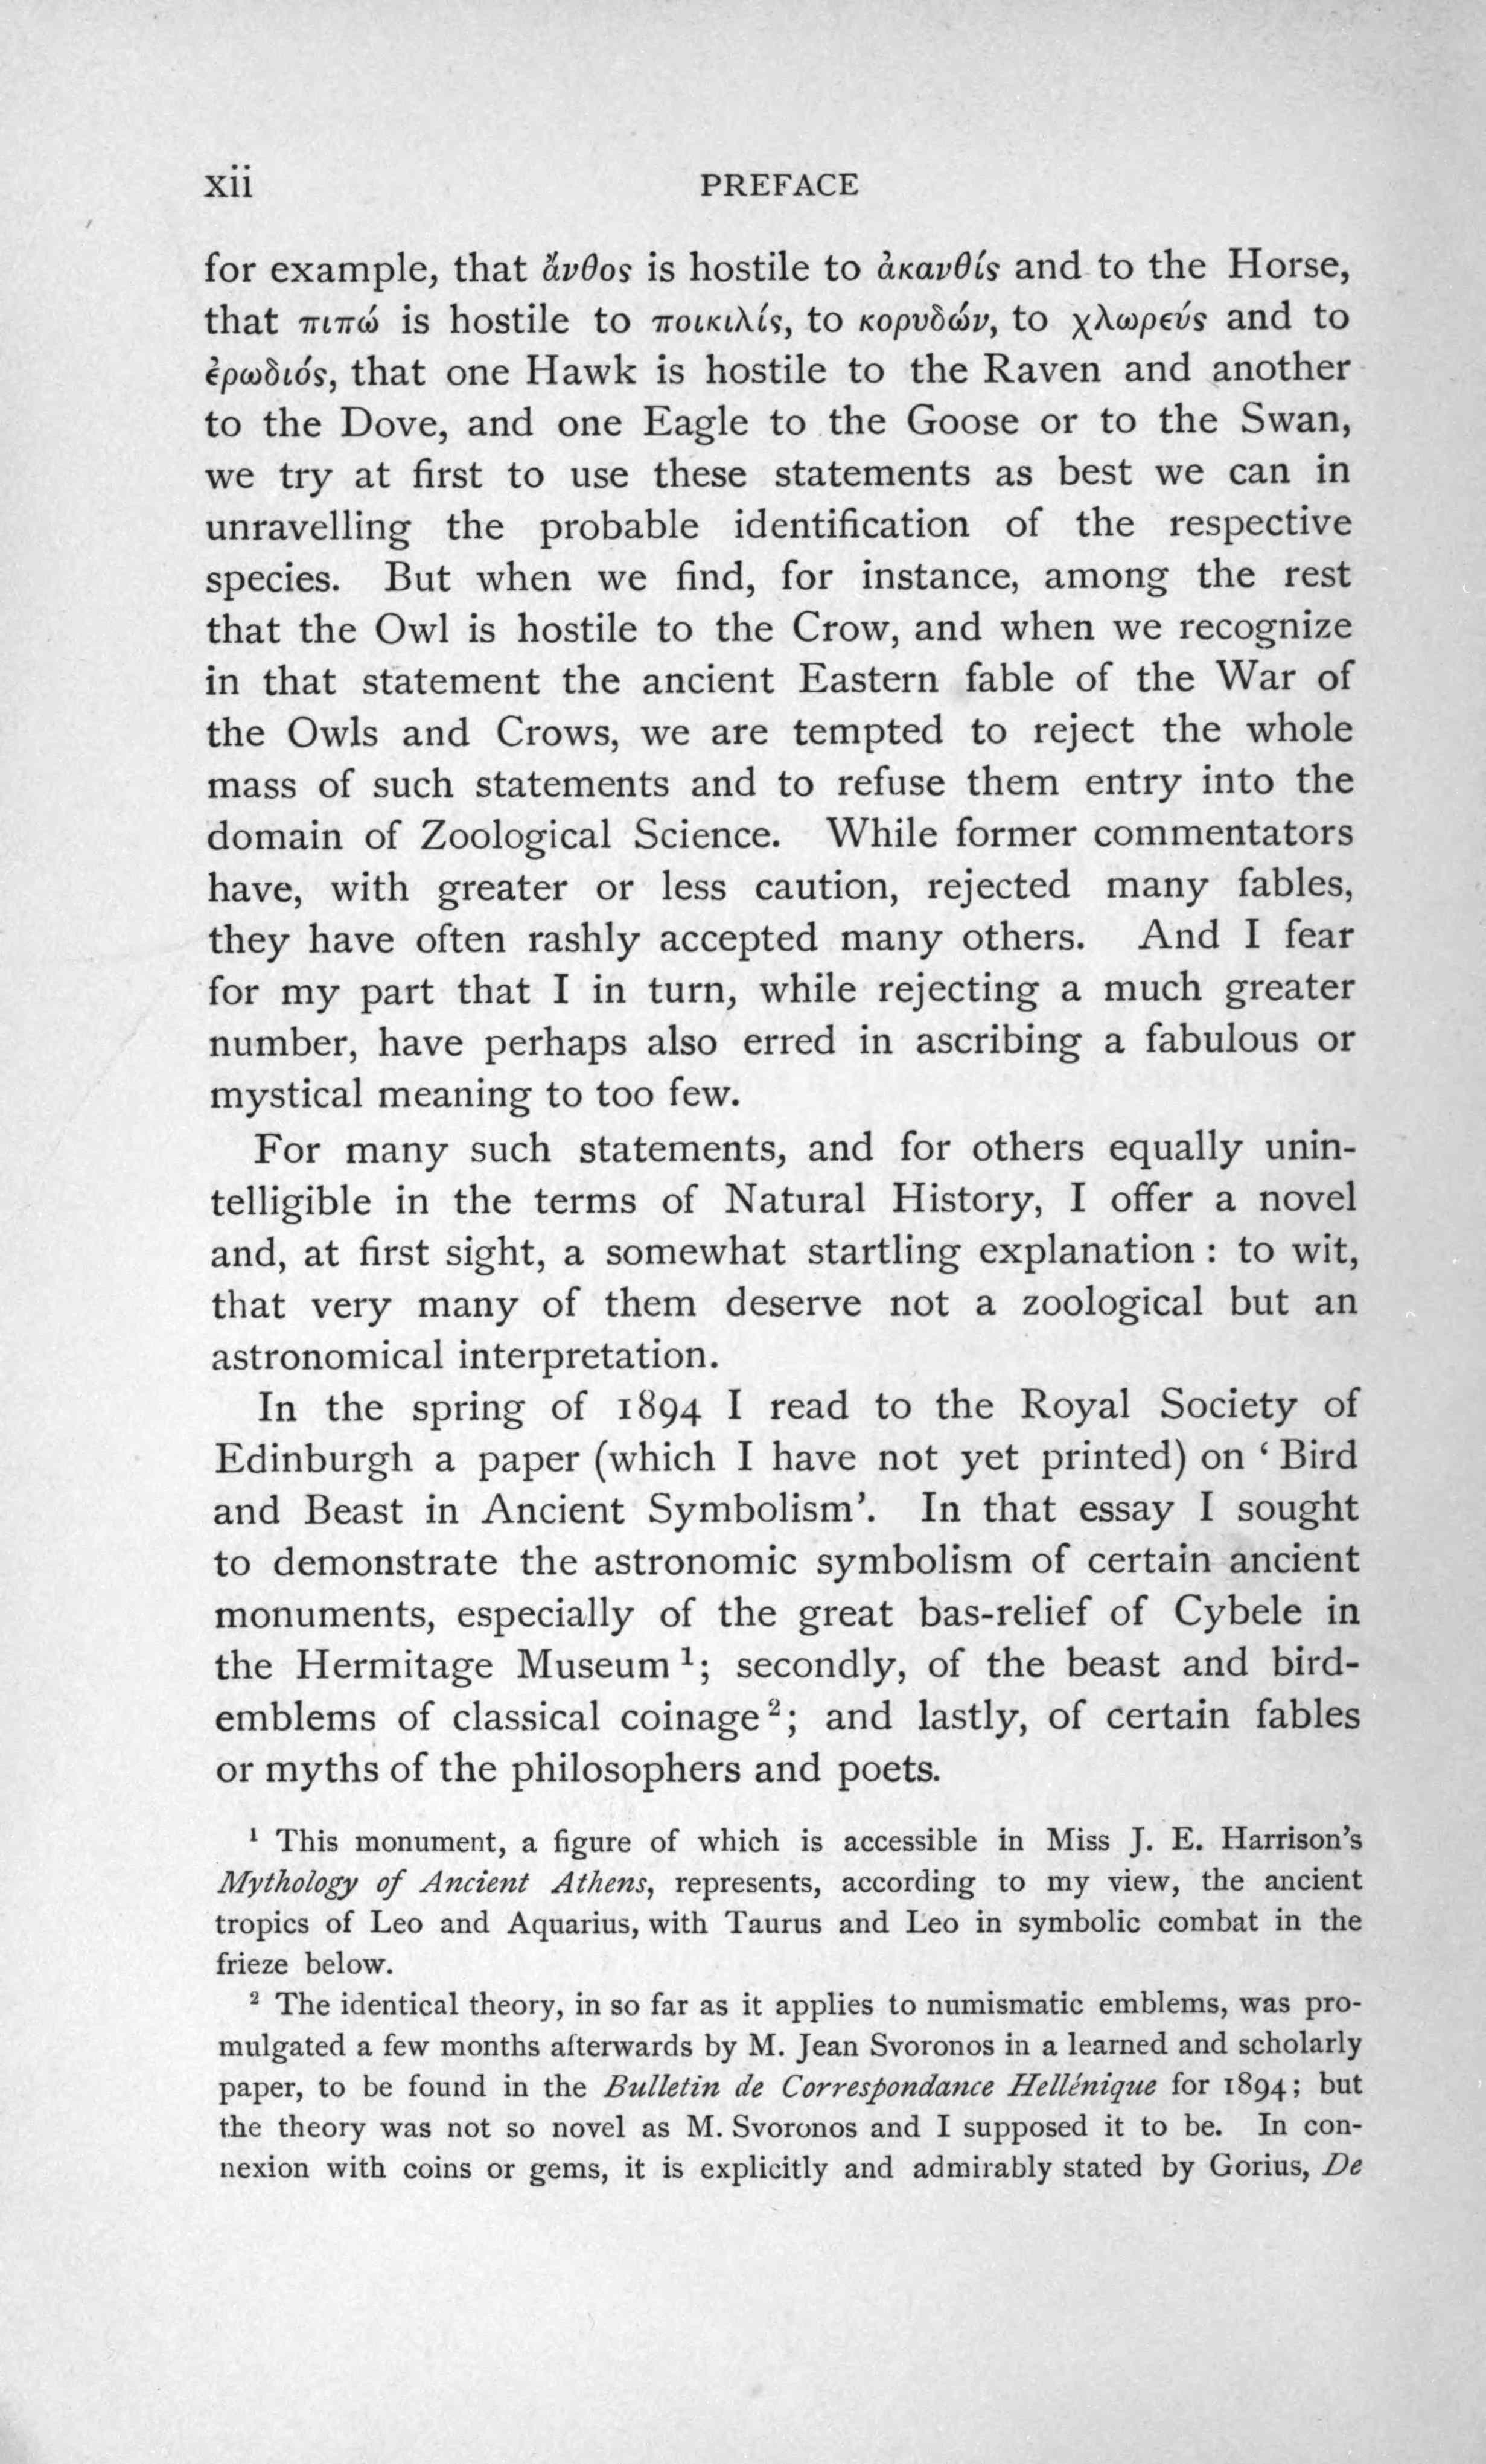 xii PREFACE
for example, that ἄνθος is hostile to ἀκανθίς and to the Horse,
that πιπώ is hostile to ποικιλίς, to κορυδών, to χλωρεύς and to
ἐρωδιός, that one Hawk is hostile to the Raven and another
to the Dove, and one Eagle to the Goose or to the Swan,
we try at first to use these statements as best we can in
unravelling the probable identification of the respective
species. But when we find, for instance, among the rest
that the Owl is hostile to the Crow, and when we recognize
in that statement the ancient Eastern fable of the War of
the Owls and Crows, we are tempted to reject the whole
mass of such statements and to refuse them entry into the
domain of Zoological Science. While former commentators
have, with greater or less caution, rejected many fables,
they have often rashly accepted many others. And I fear
for my part that I in turn, while rejecting a much greater
number, have perhaps also erred in ascribing a fabulous or
mystical meaning to too few.
For many such statements, and for others equally unin-
telligible in the terms of Natural History, I offer a novel
and, at first sight, a somewhat startling explanation : to wit,
that very many of them deserve not a zoological but an
astronomical interpretation.
In the spring of 1894 I read to the Royal Society of
Edinburgh a paper (which I have not yet printed) on ‘ Bird
and Beast in Ancient Symbolism’. In that essay I sought
to demonstrate the astronomic symbolism of certain ancient
monuments, especially of the great bas-relief of Cybele in
the Hermitage Museum ¹; secondly, of the beast and bird-
emblems of classical coinage ²; and lastly, of certain fables
or myths of the philosophers and poets.
¹ This monument, a figure of which is accessible in Miss J. E. Harrison’s
Mythology of Ancient Athens, represents, according to my view, the ancient
tropics of Leo and Aquarius, with Taurus and Leo in symbolic combat in the
frieze below.
² The identical theory, in so far as it applies to numismatic emblems, was pro-
mulgated a few months afterwards by M. Jean Svoronos in a learned and scholarly
paper, to be found in the Bulletin de Correspondance Hellénique for 1894; but
the theory was not so novel as M. Svoronos and I supposed it to be. In con-
nexion with coins or gems, it is explicitly and admirably stated by Gorius, De